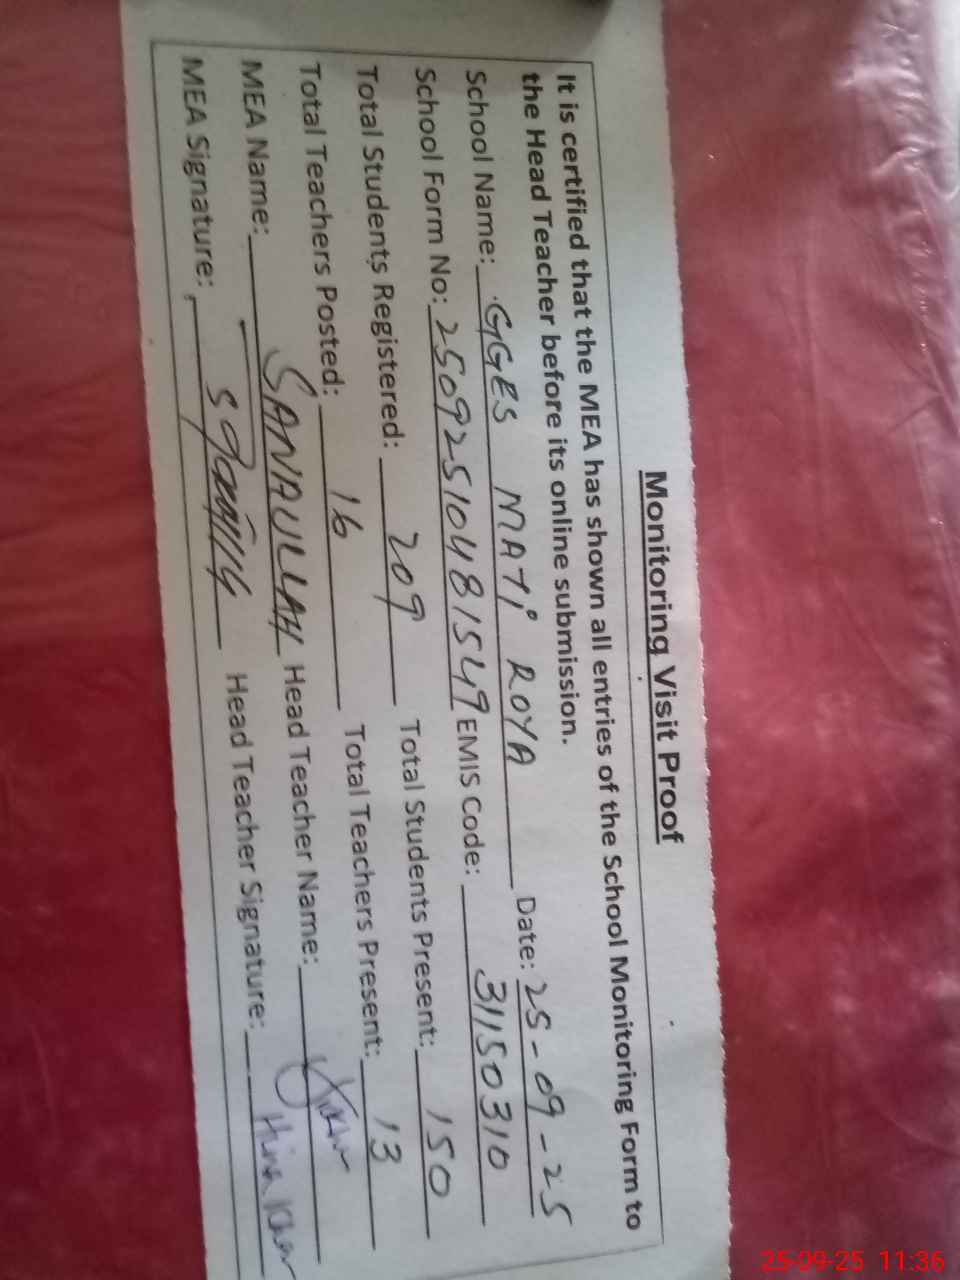 Monitoring Visit Proof
It is certified that the MEA has shown all entries of the School Monitoring Form to
the Head Teacher before its online submission.
School Name: GGES MATi ROYA Date: 25-09-25
School Form No: 25092510481549 EMIS Code: 31150310
Total Students Registered: 209 Total Students Present: 150
Total Teachers Posted: 16 Total Teachers Present: 13
MEA Name: SANAULLAH Head Teacher Name:
MEA Signature: Head Teacher Signature: Hina Khan
25-09-25 11:36